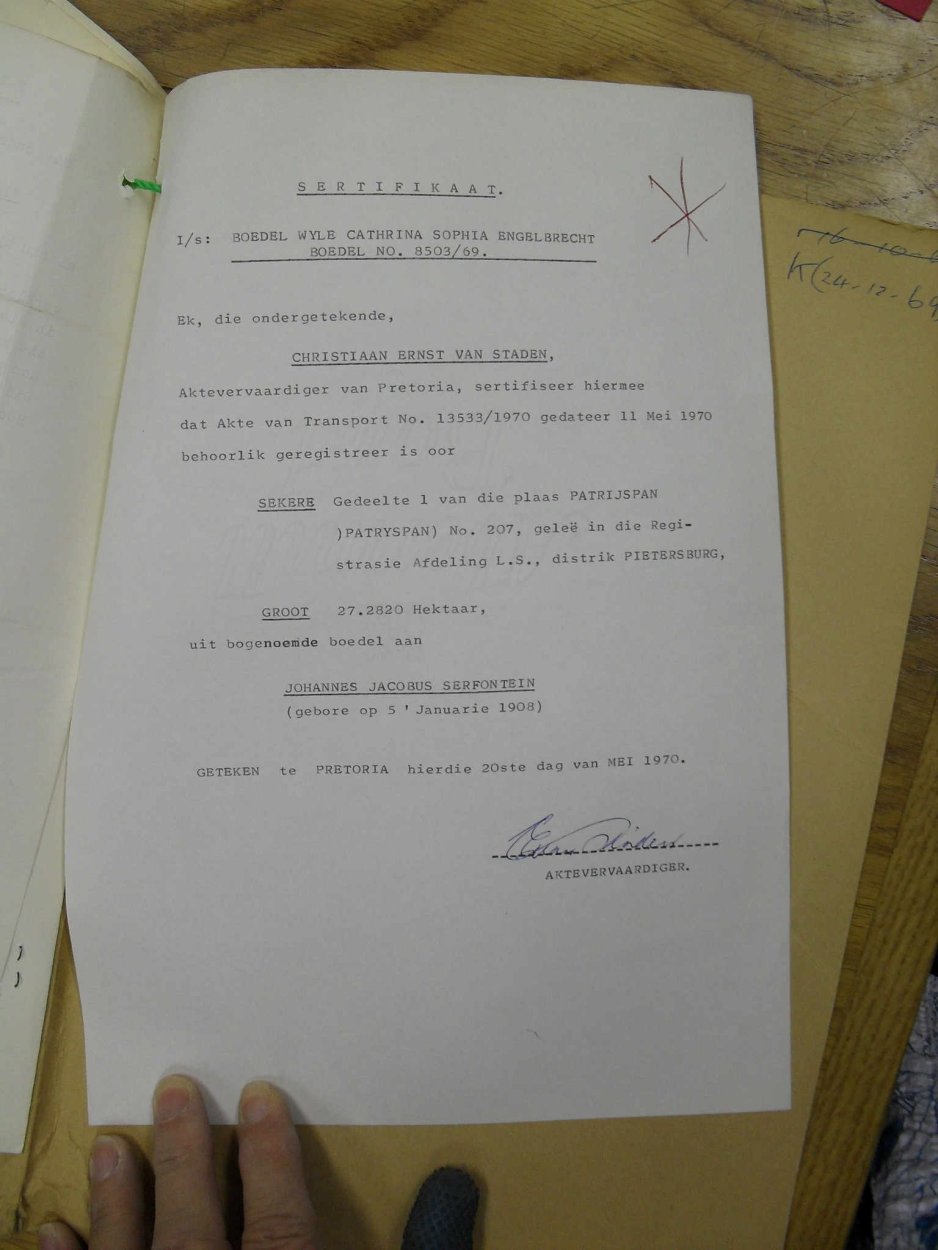 SERTIFIKAAT.
I/s: BOEDEL WYLE CATHRINA SOPHIA ENGELBRECHT
BOEDEL NO. 8503/69.
Ek, die ondergetekende,
CHRISTIAAN ERNST VAN STADEN,
Aktevervaardiger van Pretoria, sertifiseer hiermee
dat Akte van Transport No. 13533/1970 gedateer 11 Mei 1970
behoorlik geregistreer is oor
SEKERE Gedeelte 1 van die plaas PATRIJSPAN
)PATRYSPAN) No. 207, geleë in die Regi-
strasie Afdeling L.S., distrik PIETERSBURG,
GROOT 27.2820 Hektaar,
uit bogenoemde boedel aan
JOHANNES JACOBUS SERFONTEIN
(gebore op 5 ' Januarie 1908)
GETEKEN te PRETORIA hierdie 20ste dag van MEI 1970.
AKTEVERVAARDIGER.
16-10-6
K(24-12-69